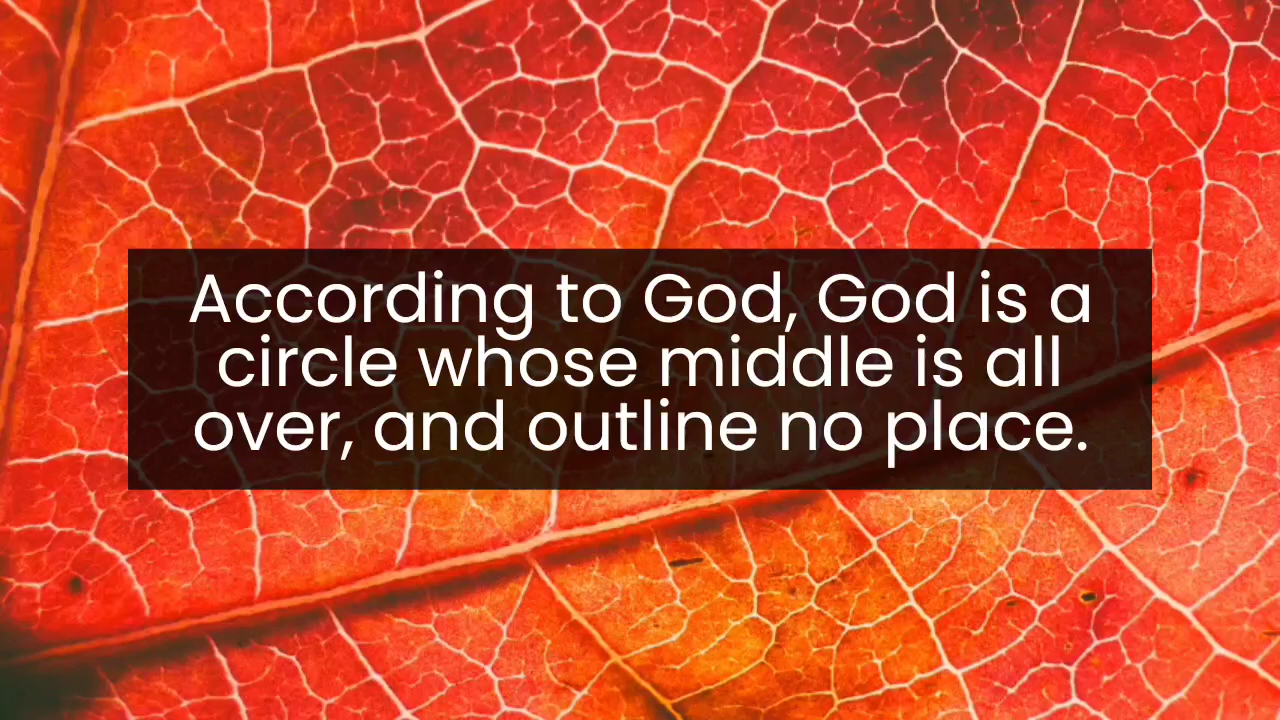 According to God, God is a
circle whose middle is all
over, and outline no place.